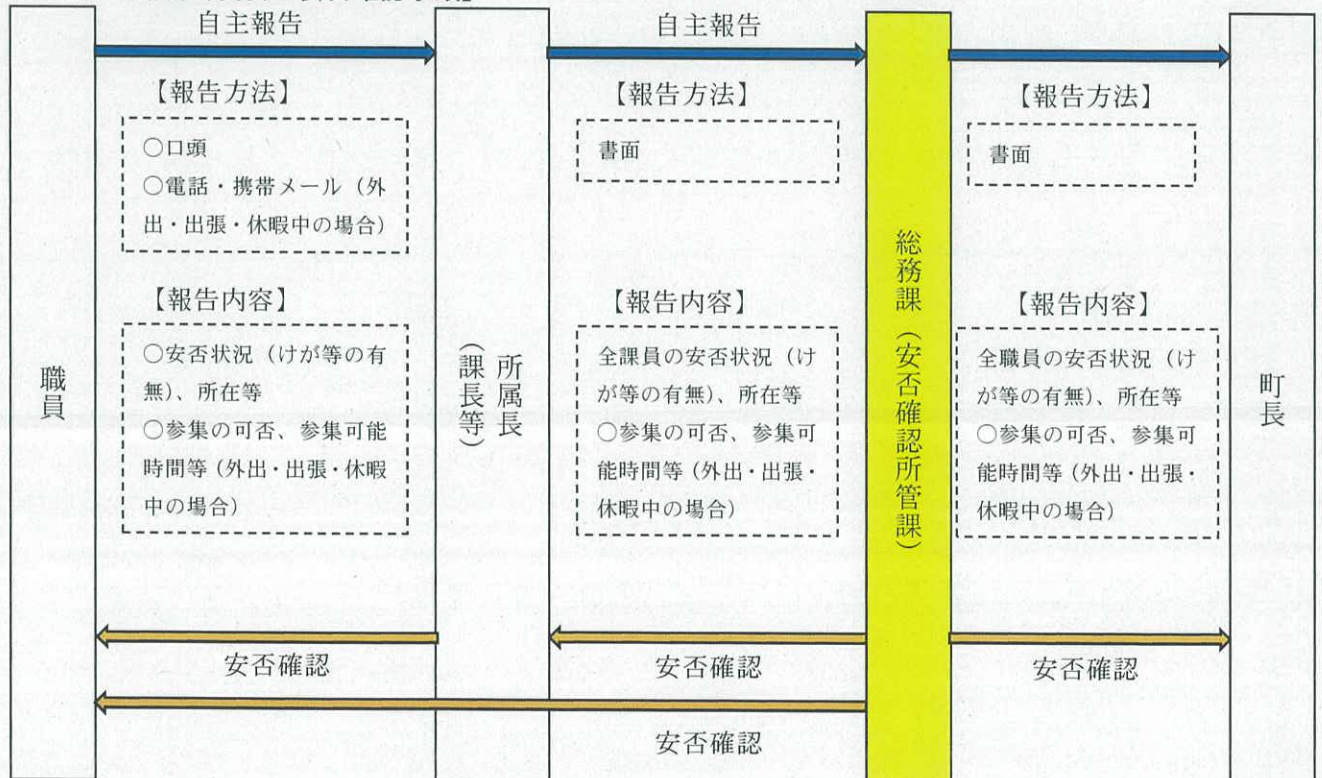 自主報告
自主報告
【報告方法】
【報告方法】
【報告方法】
○口頭
○電話・携帯メール（外
出・出張・休暇中の場合）
書面
書面
【報告内容】
【報告内容】
【報告内容】
○安否状況（けが等の有
無）、所在等
○参集の可否、参集可能
時間等（外出・出張・休暇
中の場合）
全課員の安否状況（け
が等の有無）、所在等
○参集の可否、参集可
能時間等（外出・出張・
休暇中の場合）
全職員の安否状況（け
が等の有無）、所在等
○参集の可否、参集可
能時間等（外出・出張・
休暇中の場合）
職員
所属長
（課長等）
総務課（安否確認所管課）
町長
安否確認
安否確認
安否確認
安否確認